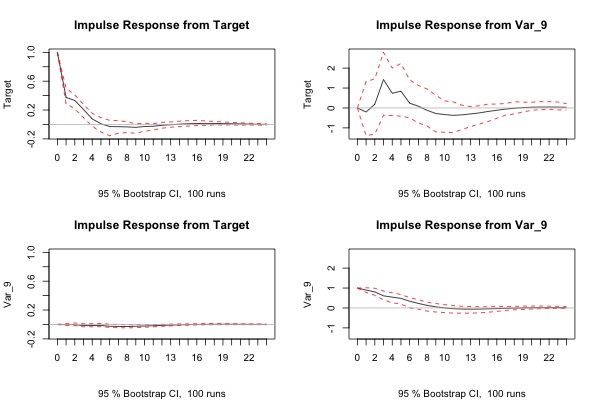 Impulse Response from Target
Target
1.0
0.6
0.2
-0.2
0 2 4 6 8 10 13 16 19 22
95 % Bootstrap CI, 100 runs
Impulse Response from Var_9
Target
2
1
0
-1
0 2 4 6 8 10 13 16 19 22
95 % Bootstrap CI, 100 runs
Impulse Response from Target
Var_9
1.0
0.6
0.2
-0.2
0 2 4 6 8 10 13 16 19 22
95 % Bootstrap CI, 100 runs
Impulse Response from Var_9
Var_9
2
1
0
-1
0 2 4 6 8 10 13 16 19 22
95 % Bootstrap CI, 100 runs